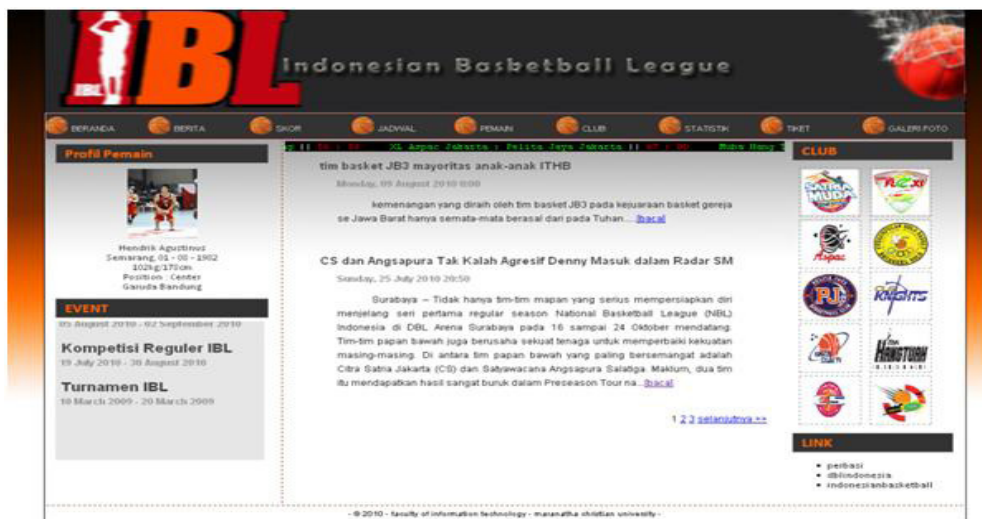 IBL
IBL
Indonesian Basketball League
BERANDA BERITA SKOR JADWAL PEMAIN CLUB STATISTIK TIKET GALERI FOTO
Profil Pemain
Hendrik Agustinus
Semarang, 01 - 08 - 1982
102kg/178cm
Position : Center
Garuda Bandung
EVENT
05 August 2010 - 02 September 2010
Kompetisi Reguler IBL
19 July 2010 - 30 August 2010
Turnamen IBL
10 March 2009 - 20 March 2009
XL Aspac Jakarta : Pelita Jaya Jakarta || Muba Hang T
tim basket JB3 mayoritas anak-anak ITHB
Monday, 09 August 2010 0:00
kemenangan yang diraih oleh tim basket JB3 pada kejuaraan basket gereja
se Jawa Barat hanya semata-mata berasal dari pada Tuhan....[baca]
CS dan Angsapura Tak Kalah Agresif Denny Masuk dalam Radar SM
Sunday, 25 July 2010 20:50
Surabaya – Tidak hanya tim-tim mapan yang serius mempersiapkan diri
menjelang seri pertama regular season National Basketball League (NBL)
Indonesia di DBL Arena Surabaya pada 16 sampai 24 Oktober mendatang.
Tim-tim papan bawah juga berusaha sekuat tenaga untuk memperbaiki kekuatan
masing-masing. Di antara tim papan bawah yang paling bersemangat adalah
Citra Satria Jakarta (CS) dan Satyawacana Angsapura Salatiga. Maklum, dua tim
itu mendapatkan hasil sangat buruk dalam Preseason Tour na...[baca]
1 2 3 selanjutnya >>
CLUB
SATRIA
MUDA
Aspac
PJ
KNIGHTS
HANGTUAH
LINK
perbasi
dblindonesia
indonesianbasketball
- © 2010 - faculty of information technology - maranatha christian university -